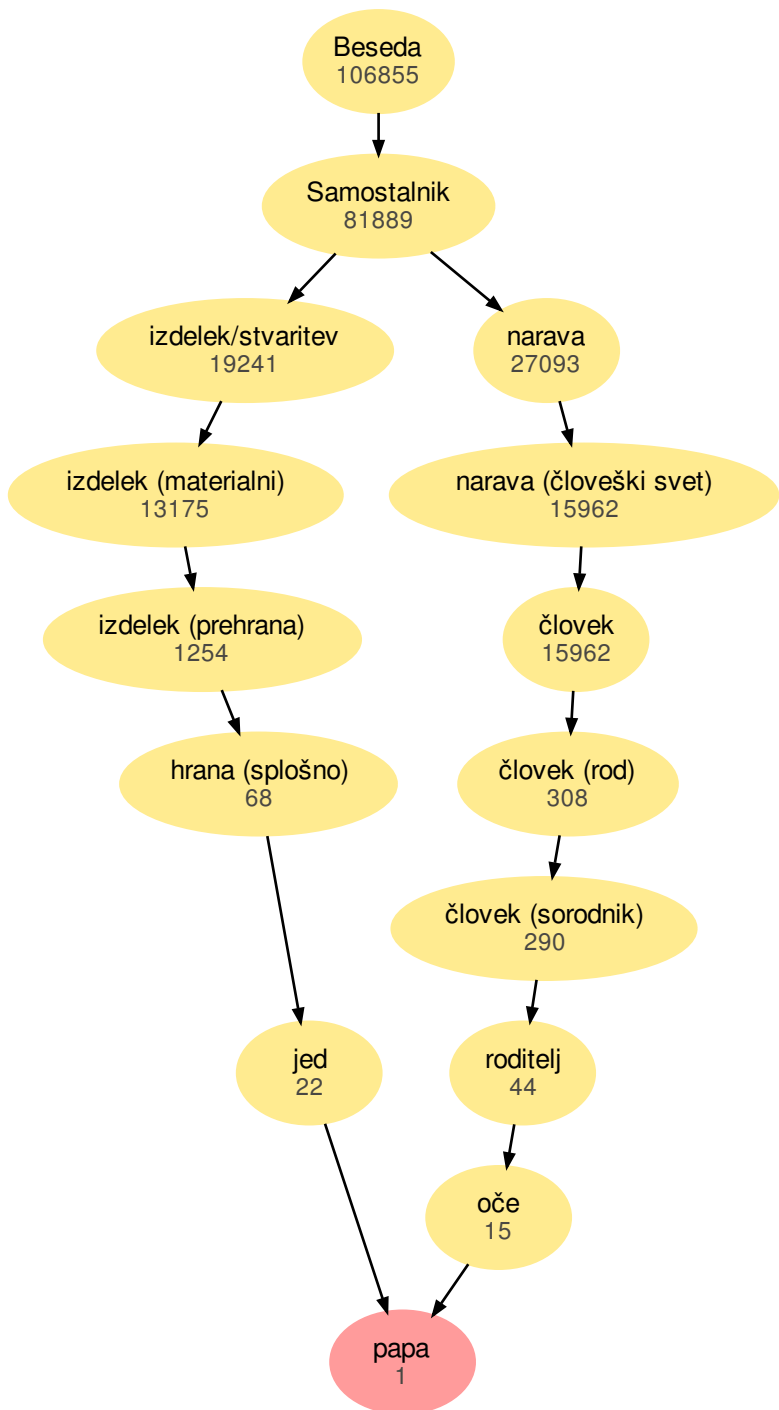 Beseda
106855
Samostalnik
81889
izdelek/stvaritev
19241
narava
27093
izdelek (materialni)
13175
narava (človeški svet)
15962
izdelek (prehrana)
1254
človek
15962
hrana (splošno)
68
človek (rod)
308
človek (sorodnik)
290
jed
22
roditelj
44
oče
15
papa
1